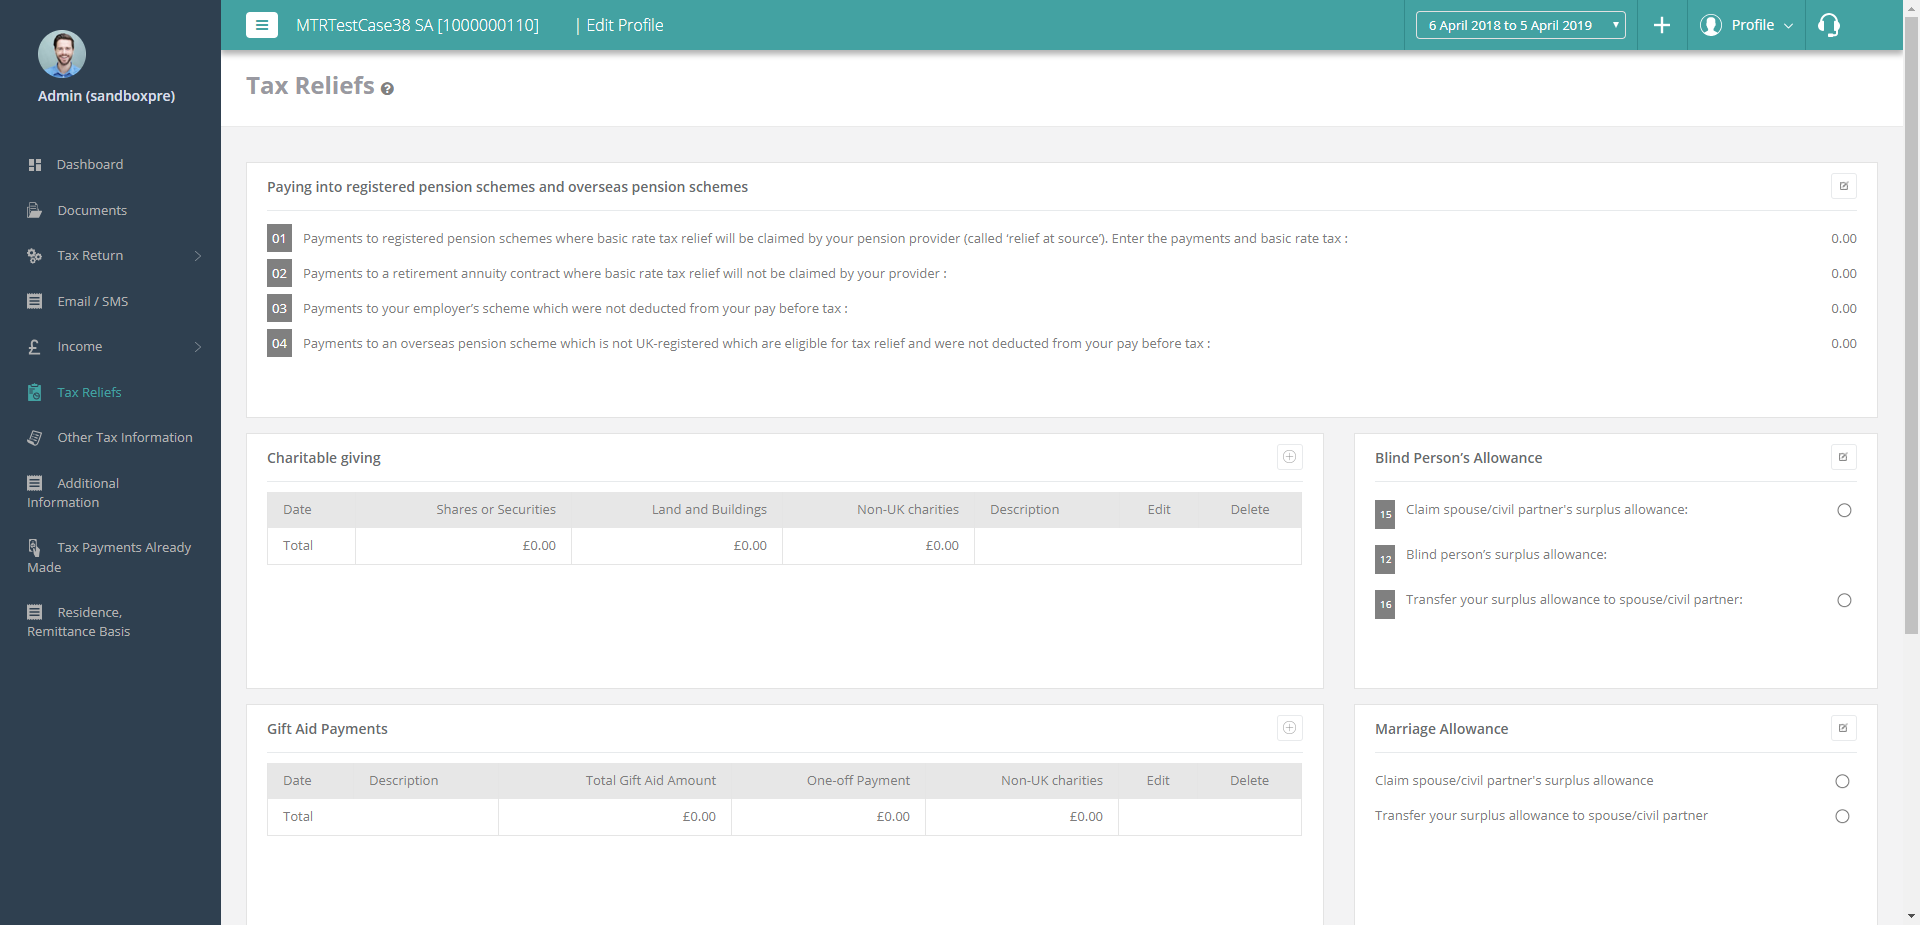 MTRTestCase38 SA [1000000110] | Edit Profile
6 April 2018 to 5 April 2019
Profile
Admin (sandboxpre)
Dashboard
Documents
Tax Return
Email / SMS
Income
Tax Reliefs
Other Tax Information
Additional
Information
Tax Payments Already
Made
Residence,
Remittance Basis
Tax Reliefs ?
Paying into registered pension schemes and overseas pension schemes
01 Payments to registered pension schemes where basic rate tax relief will be claimed by your pension provider (called ‘relief at source’). Enter the payments and basic rate tax : 0.00
02 Payments to a retirement annuity contract where basic rate tax relief will not be claimed by your provider : 0.00
03 Payments to your employer’s scheme which were not deducted from your pay before tax : 0.00
04 Payments to an overseas pension scheme which is not UK-registered which are eligible for tax relief and were not deducted from your pay before tax : 0.00
Charitable giving
Date Shares or Securities Land and Buildings Non-UK charities Description Edit Delete
Total £0.00 £0.00 £0.00
Blind Person’s Allowance
15 Claim spouse/civil partner's surplus allowance:
12 Blind person’s surplus allowance:
16 Transfer your surplus allowance to spouse/civil partner:
Gift Aid Payments
Date Description Total Gift Aid Amount One-off Payment Non-UK charities Edit Delete
Total £0.00 £0.00 £0.00
Marriage Allowance
Claim spouse/civil partner's surplus allowance
Transfer your surplus allowance to spouse/civil partner